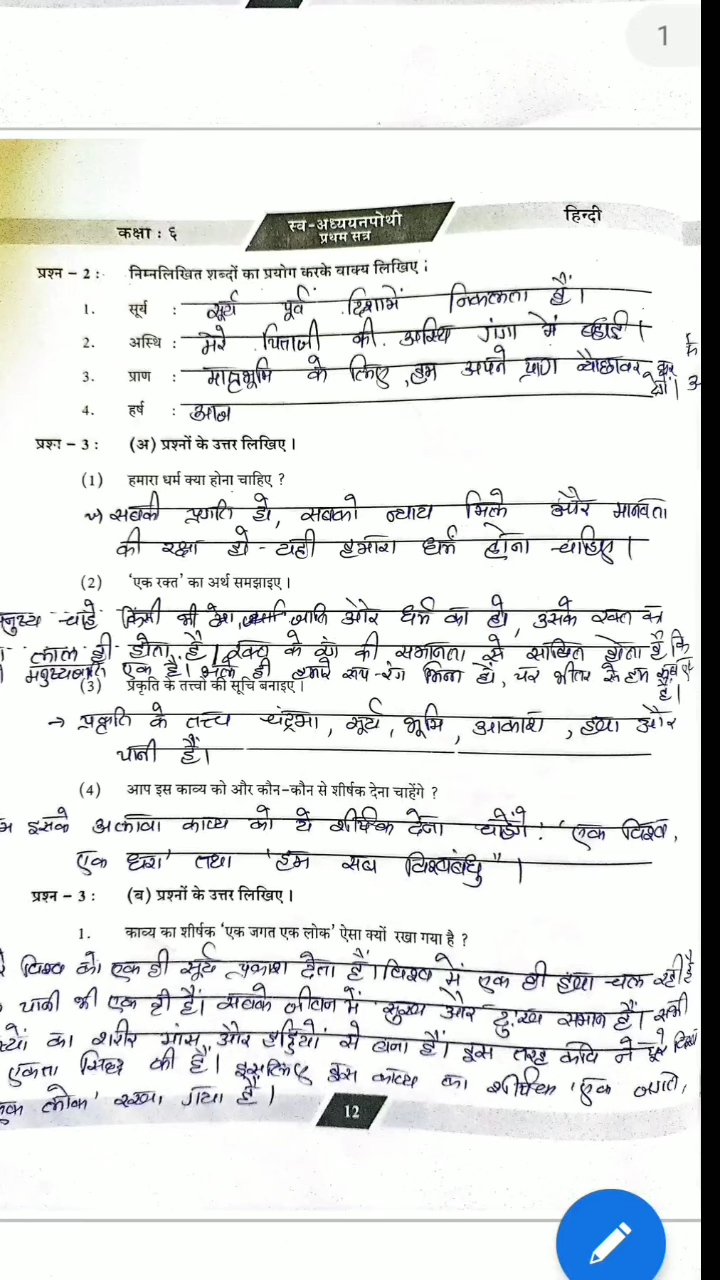 1
कक्षा : ६
स्व-अध्ययनपोथी
प्रथम सत्र
हिन्दी
प्रश्न - 2 : निम्नलिखित शब्दों का प्रयोग करके वाक्य लिखिए ;
1. सूर्य : सूर्य पूर्व दिशामें निकलता हैं।
2. अस्थि : मेरे पिताजी की अस्थि गंगा में बहाई।
3. प्राण : मातृभूमि के लिए, हम अपने प्राण न्यौछावर कर
4. हर्ष : आज
प्रश्न - 3 : (अ) प्रश्नों के उत्तर लिखिए।
(1) हमारा धर्म क्या होना चाहिए ?
सबकी प्रगति हो, सबको न्याय मिले और मानवता
की रक्षा हो - यही हमारा धर्म होना चाहिए।
(2) 'एक रक्त' का अर्थ समझाइए।
चाहे किसी भी देश, जाति और धर्म का हो, उसके रक्त का
लाल ही होता है। रक्त के रंग की समानता से साबित होता है कि
एक है। भले ही हमारे रूप-रंग भिन्न हो, पर भीतर से हम सब एक
हैं।
(3) प्रकृति के तत्त्वों की सूचि बनाइए।
→ प्रकृति के तत्त्व चंद्रमा, सूर्य, भूमि, आकाश, हवा और
पानी हैं।
(4) आप इस काव्य को और कौन-कौन से शीर्षक देना चाहेंगे ?
इसके अलावा काव्य को ये शीर्षक देना चाहेंगे : 'एक विश्व,
एक धरा' तथा 'हम सब विश्वबंधु"।
प्रश्न - 3 : (ब) प्रश्नों के उत्तर लिखिए।
1. काव्य का शीर्षक 'एक जगत एक लोक' ऐसा क्यों रखा गया है ?
विश्व को एक ही सूर्य प्रकाश देता हैं। विश्व में एक ही हवा चल रही है
पानी भी एक ही हैं। सबके जीवन में सुख और दुःख समान हैं। सभी
का शरीर मांस और हड्डियों से बना हैं। इस तरह कवि ने पूरे विश्व
एकता सिद्ध की हैं। इसलिए इस काव्य का शीर्षक 'एक जगत,
लोक' रखा गया हैं।
12